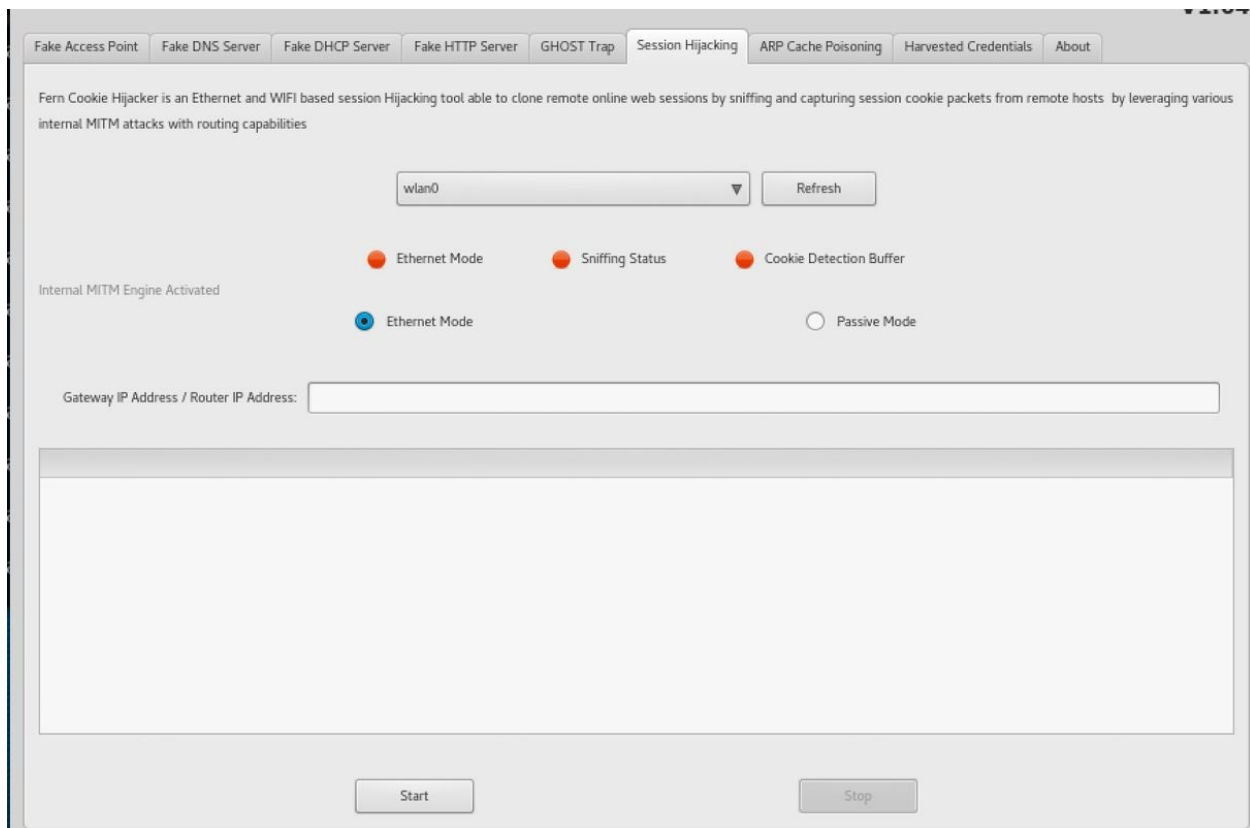 Fake Access Point
Fake DNS Server
Fake DHCP Server
Fake HTTP Server
GHOST Trap
Session Hijacking
ARP Cache Poisoning
Harvested Credentials
About
Fern Cookie Hijacker is an Ethernet and WIFI based session Hijacking tool able to clone remote online web sessions by sniffing and capturing session cookie packets from remote hosts by leveraging various
internal MITM attacks with routing capabilities
wlan0
Refresh
Ethernet Mode
Sniffing Status
Cookie Detection Buffer
Internal MITM Engine Activated
Ethernet Mode
Passive Mode
Gateway IP Address / Router IP Address:
Start
Stop